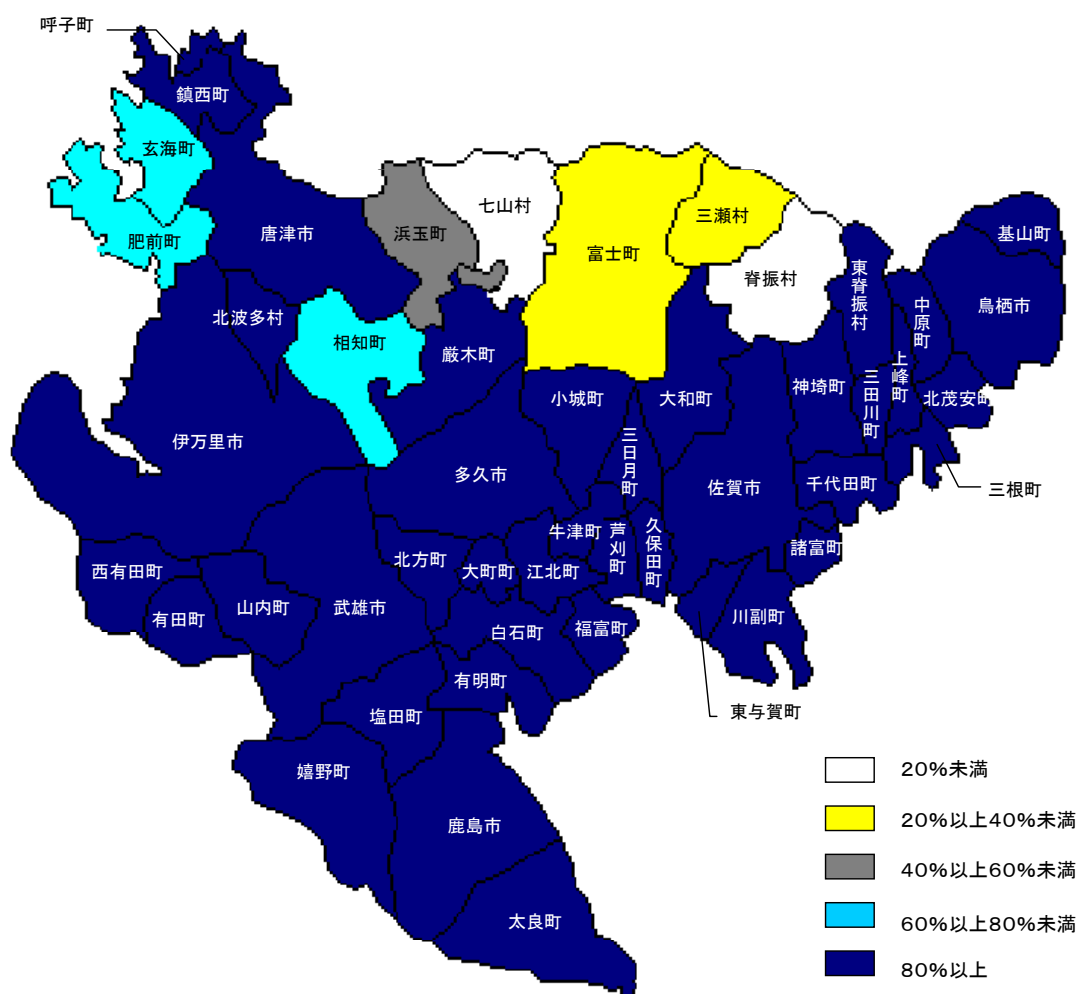 呼子町
鎮西町
玄海町
肥前町
唐津市
浜玉町
七山村
富士町
三瀬村
脊振村
東脊振村
基山町
鳥栖市
中原町
上峰町
北茂安町
三田川町
神埼町
北波多村
相知町
厳木町
小城町
大和町
三日月町
伊万里市
多久市
佐賀市
千代田町
三根町
牛津町
芦刈町
久保田町
諸富町
西有田町
有田町
山内町
武雄市
北方町
大町町
江北町
白石町
福富町
川副町
東与賀町
有明町
塩田町
嬉野町
鹿島市
太良町
20%未満
20%以上40%未満
40%以上60%未満
60%以上80%未満
80%以上